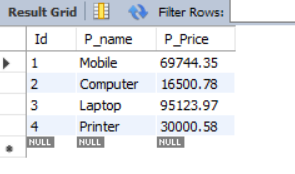 Result Grid Filter Rows:
Id P_name P_Price
1 Mobile 69744.35
2 Computer 16500.78
3 Laptop 95123.97
4 Printer 30000.58
NULL NULL NULL